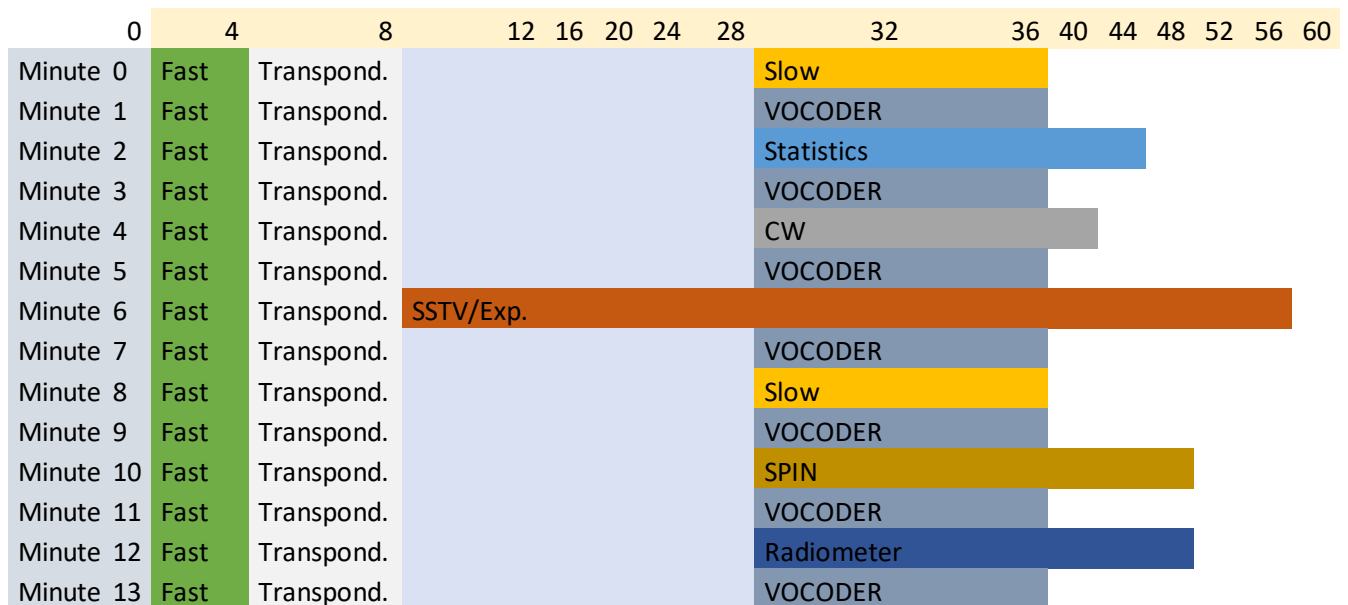 0 4 8 12 16 20 24 28 32 36 40 44 48 52 56 60
Minute 0 Fast Transpond. Slow
Minute 1 Fast Transpond. VOCODER
Minute 2 Fast Transpond. Statistics
Minute 3 Fast Transpond. VOCODER
Minute 4 Fast Transpond. CW
Minute 5 Fast Transpond. VOCODER
Minute 6 Fast Transpond. SSTV/Exp.
Minute 7 Fast Transpond. VOCODER
Minute 8 Fast Transpond. Slow
Minute 9 Fast Transpond. VOCODER
Minute 10 Fast Transpond. SPIN
Minute 11 Fast Transpond. VOCODER
Minute 12 Fast Transpond. Radiometer
Minute 13 Fast Transpond. VOCODER